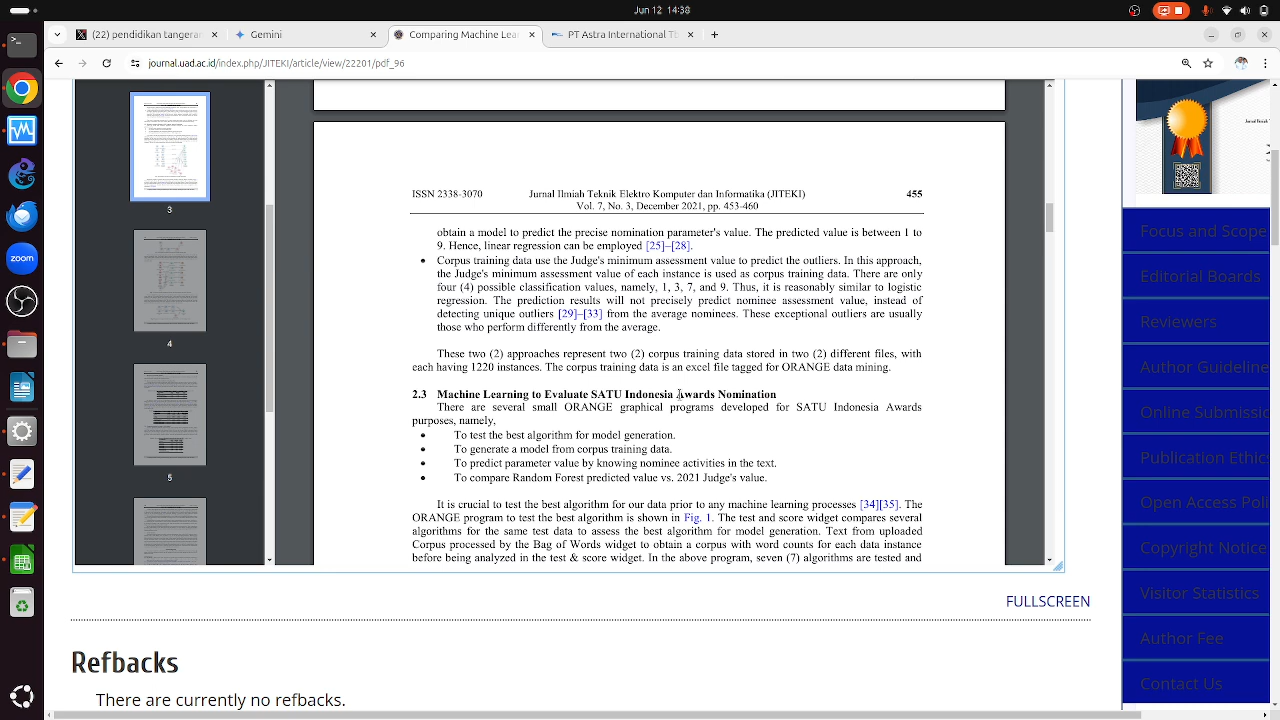 Jun 12 14:38
(22) pendidikan tangeran
Gemini
Comparing Machine Lear
PT Astra International Tb
journal.uad.ac.id/index.php/JITEKI/article/view/22201/pdf_96
3
4
5
ISSN 2338-3070 Jurnal Ilmiah Teknik Elektro Komputer dan Informatika (JITEKI) 455
Vol. 7, No. 3, December 2021, pp. 453-460
obtain a model to predict the precise nomination parameter's value. The predicted value is between 1 to
9. Hence, linear regression can be employed [25]–[28].
• Corpus training data use the Judge's minimum assessment value to predict the outliers. In this approach,
the Judge's minimum assessment value of each instance is used as corpus training data. There are only
four (4) possible classification values, namely, 1, 3, 7, and 9. Thus, it is reasonably similar to logistic
regression. The prediction results will not precisely predict nominee assessment value; instead of
detecting unique outliers [29]–[33] from the average nominees. These exceptional outliers are usually
those who perform differently from the average.
These two (2) approaches represent two (2) corpus training data stored in two (2) different files, with
each having 1220 instances. The corpus training data is an excel file tagged for ORANGE data mining.
2.3 Machine Learning to Evaluate SATU Indonesia Awards Nomination
There are several small ORANGE graphical programs developed for SATU Indonesia Awards
purposes, namely,
• To test the best algorithm for model generation.
• To generate a model from corpus training data.
• To predict parameter value by knowing nominee activities in the text.
• To compare Random Forest predicted value vs. 2021 Judge's value.
It is crucial to test the best algorithm for our data prior to any machine learning processes [34][35]. The
ORANGE program to test the best algorithm is shown in Fig. 1. The test and score widget compares several
algorithms for the same test data to assess the best algorithm for model generation. Text from uploaded
Corpus processed by the Bag of Words widget to obtain a corpus with word counts for each data instance
before being analyzed in the test & score widget. In the above program, seven (7) algorithms are tested and
FULLSCREEN
Refbacks
There are currently no refbacks.
Focus and Scope
Editorial Boards
Reviewers
Author Guideline
Online Submissio
Publication Ethics
Open Access Poli
Copyright Notice
Visitor Statistics
Author Fee
Contact Us
zoom